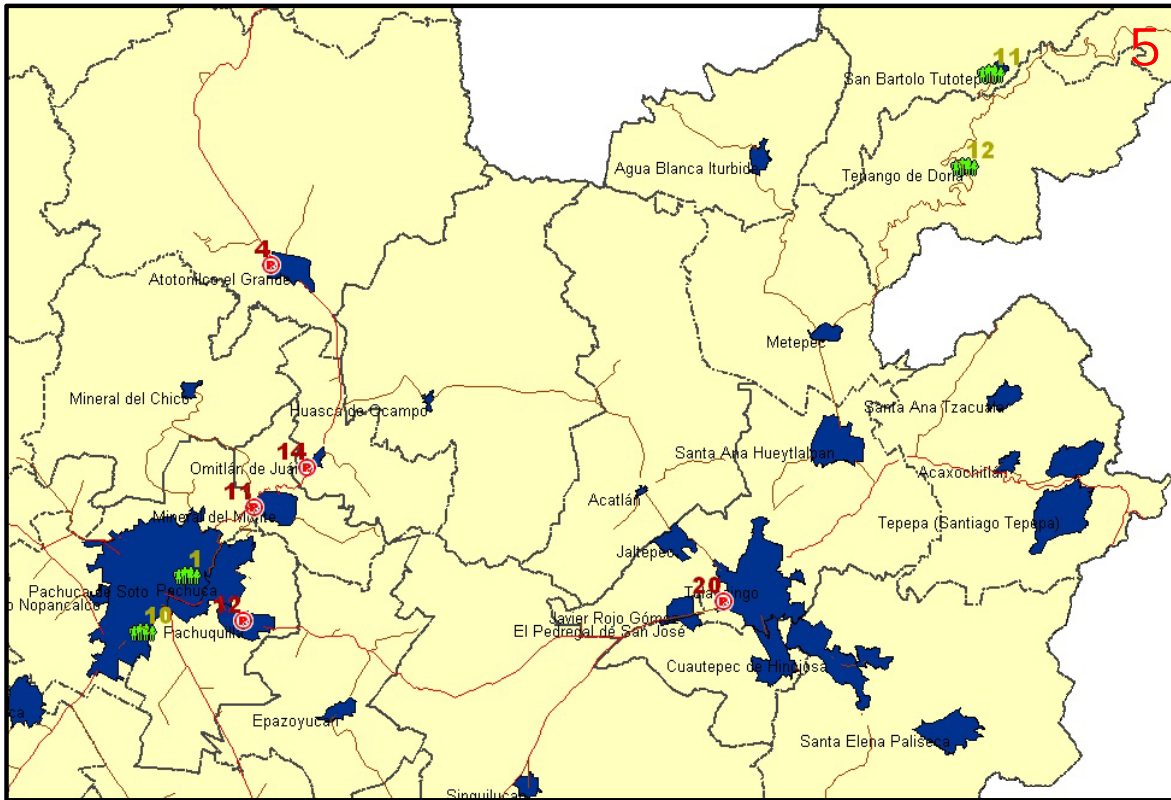 5
11
San Bartolo Tutotepec
12
Agua Blanca Iturbide
Tenango de Doria
4
Atotonilco el Grande
Metepec
Mineral del Chico
Huasca de Ocampo
Santa Ana Tzacuala
14
Omitlán de Juár
Santa Ana Hueytlalpan
Acaxochitlán
11
Mineral del Monte
Acatlán
Tepepa (Santiago Tepepa)
Jaltepec
1
Pachuca de Soto
Pachuca
20
o Nopancalco
10
12
Javier Rojo Góm
Pachuquilla
El Pedregal de San José
Cuautepec de Hinojosa
ca
Epazoyucan
Santa Elena Paliseca
Singuilucan